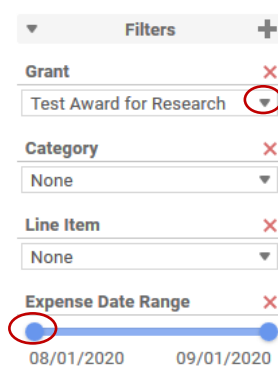 Filters
Grant
Test Award for Research
Category
None
Line Item
None
Expense Date Range
08/01/2020 09/01/2020